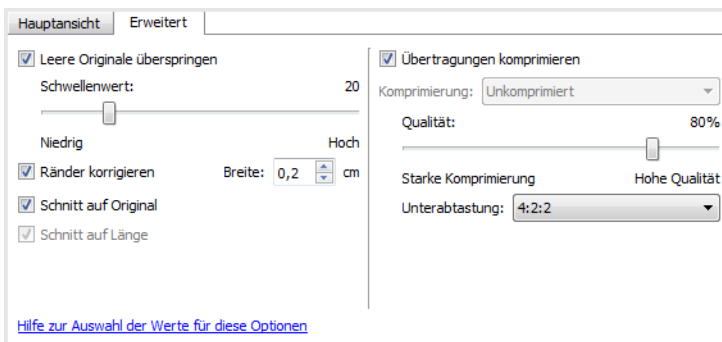 Hauptansicht Erweitert
Leere Originale überspringen
Schwellenwert: 20
Niedrig Hoch
Ränder korrigieren Breite: 0,2 cm
Schnitt auf Original
Schnitt auf Länge
Übertragungen komprimieren
Komprimierung: Unkomprimiert
Qualität: 80%
Starke Komprimierung Hohe Qualität
Unterabtastung: 4:2:2
Hilfe zur Auswahl der Werte für diese Optionen